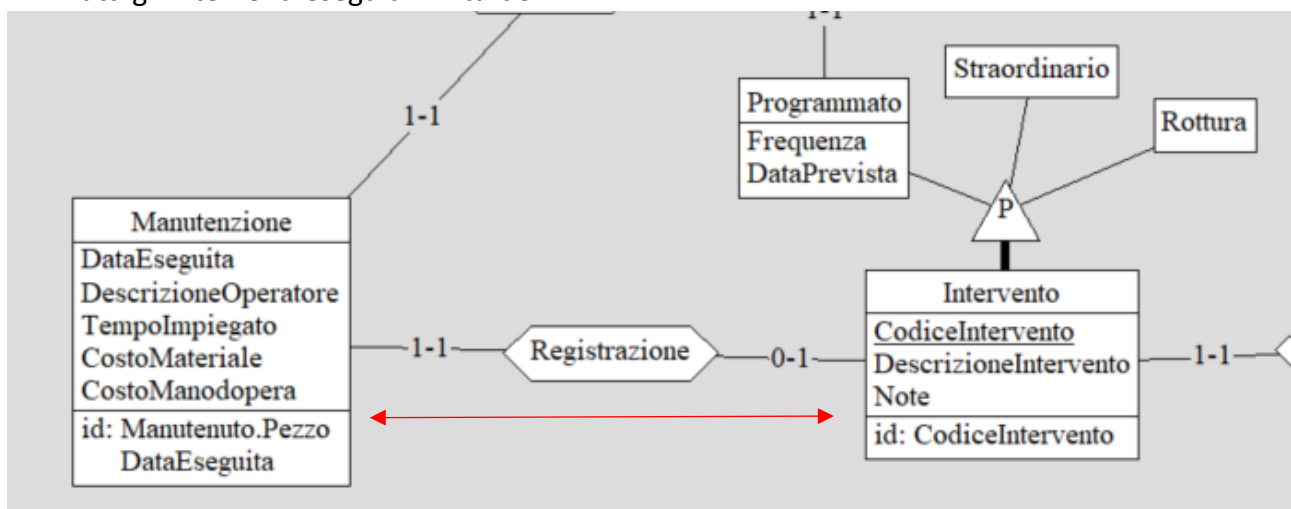 1-1
Straordinario
Programmato
Frequenza
DataPrevista
Rottura
1-1
P
Manutenzione
DataEseguita
DescrizioneOperatore
TempoImpiegato
CostoMateriale
CostoManodopera
id: Manutenuto.Pezzo
DataEseguita
1-1
Registrazione
0-1
Intervento
CodiceIntervento
DescrizioneIntervento
Note
id: CodiceIntervento
1-1